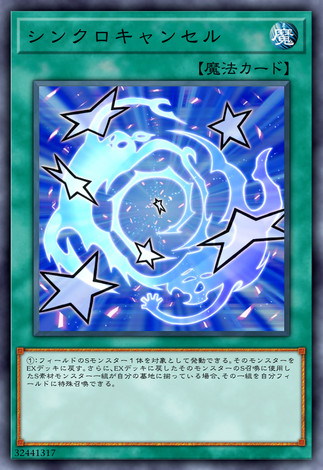 シンクロキャンセル
魔
【魔法カード】
①:フィールドのSモンスター1体を対象として発動できる。そのモンスターを
EXデッキに戻す。さらに、EXデッキに戻したそのモンスターのS召喚に使用し
たS素材モンスター一組が自分の墓地に揃っている場合、その一組を自分フィ
ールドに特殊召喚できる。
32441317